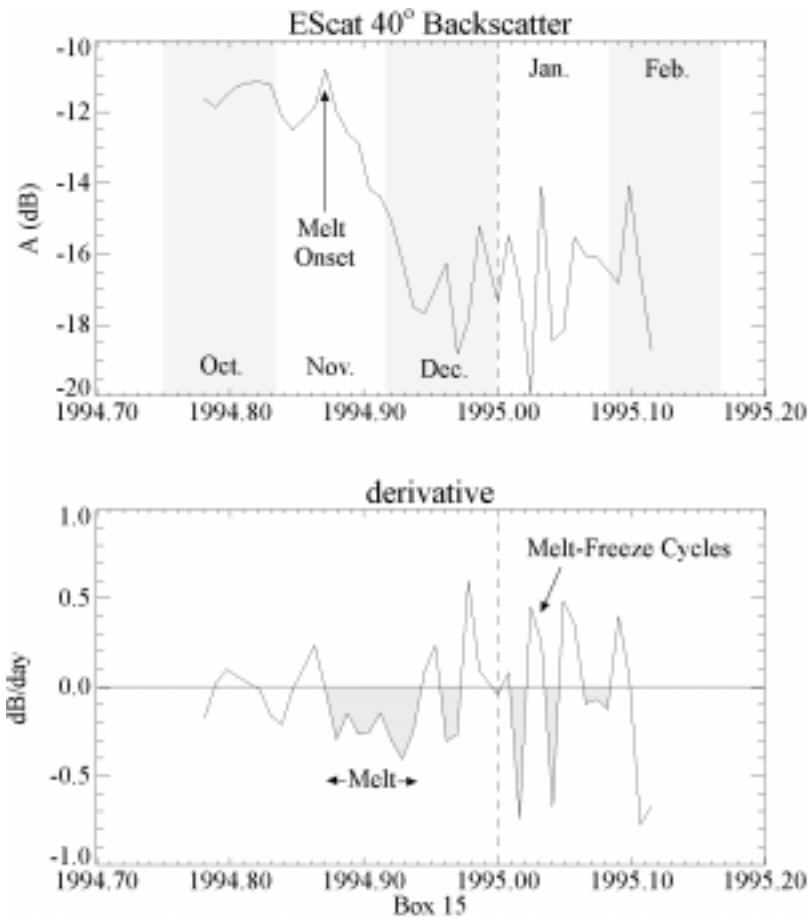 EScat 40° Backscatter
-10
-12
-14
-16
-18
-20
A (dB)
Jan.
Feb.
Melt
Onset
Oct.
Nov.
Dec.
1994.70 1994.80 1994.90 1995.00 1995.10 1995.20
derivative
1.0
0.5
0.0
-0.5
-1.0
dB/day
Melt-Freeze Cycles
Melt
1994.70 1994.80 1994.90 1995.00 1995.10 1995.20
Box 15